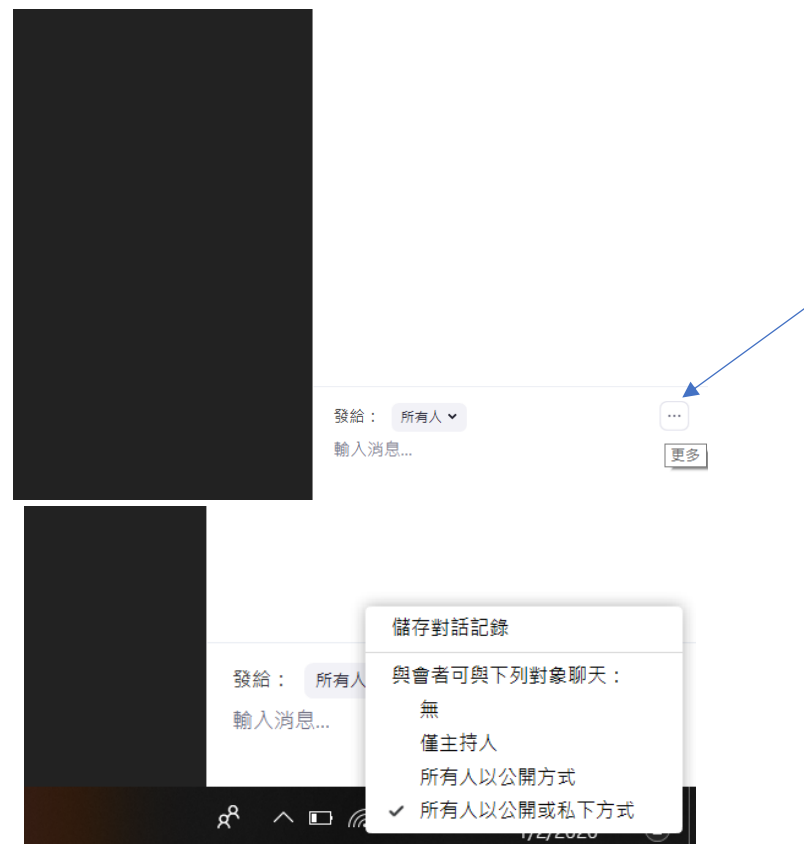 發給： 所有人
...
輸入消息...
更多
儲存對話記錄
發給： 所有人
與會者可與下列對象聊天：
輸入消息...
無
僅主持人
所有人以公開方式
所有人以公開或私下方式